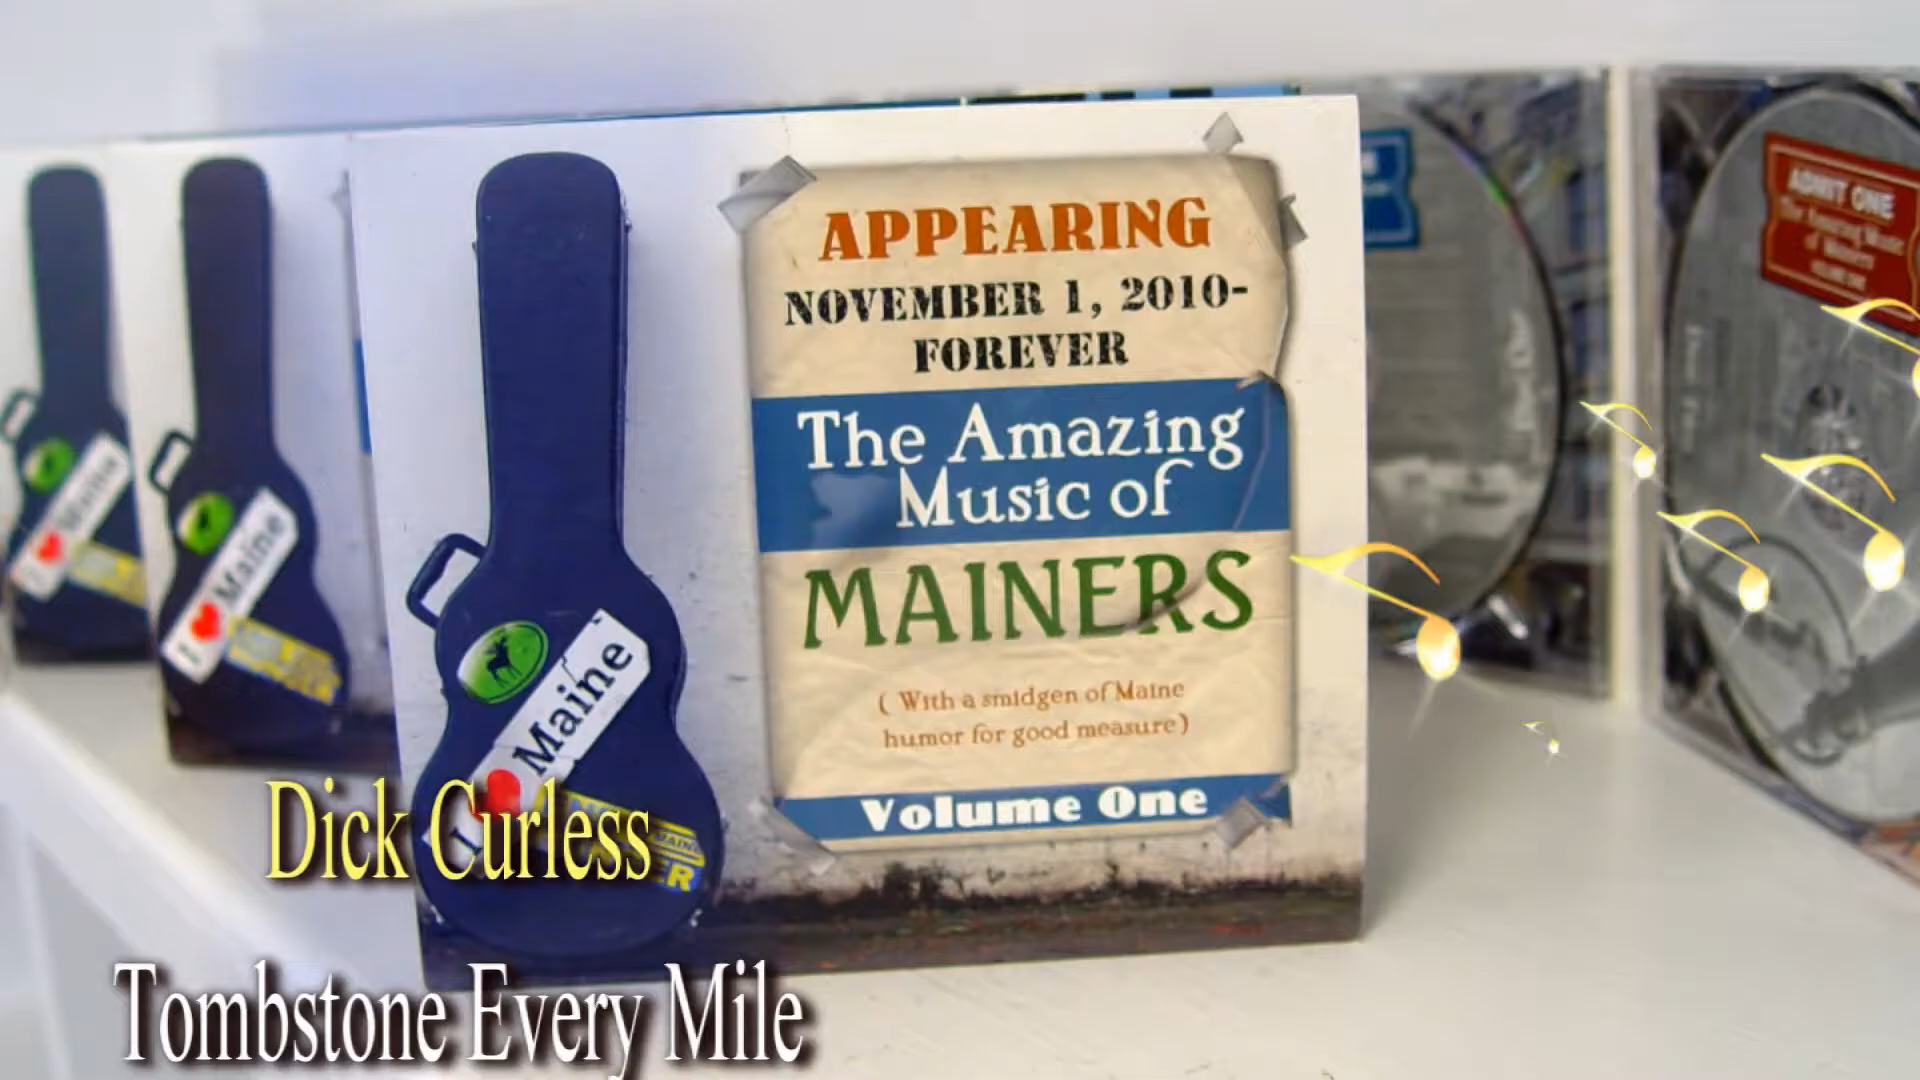 APPEARING
NOVEMBER 1, 2010-
FOREVER
The Amazing
Music of
MAINERS
( With a smidgen of Maine
humor for good measure)
Volume One
I ❤ Maine
I ❤ Maine
I ❤ Maine
ADMIT ONE
The Amazing Music
of Mainers
Dick Curless
Tombstone Every Mile